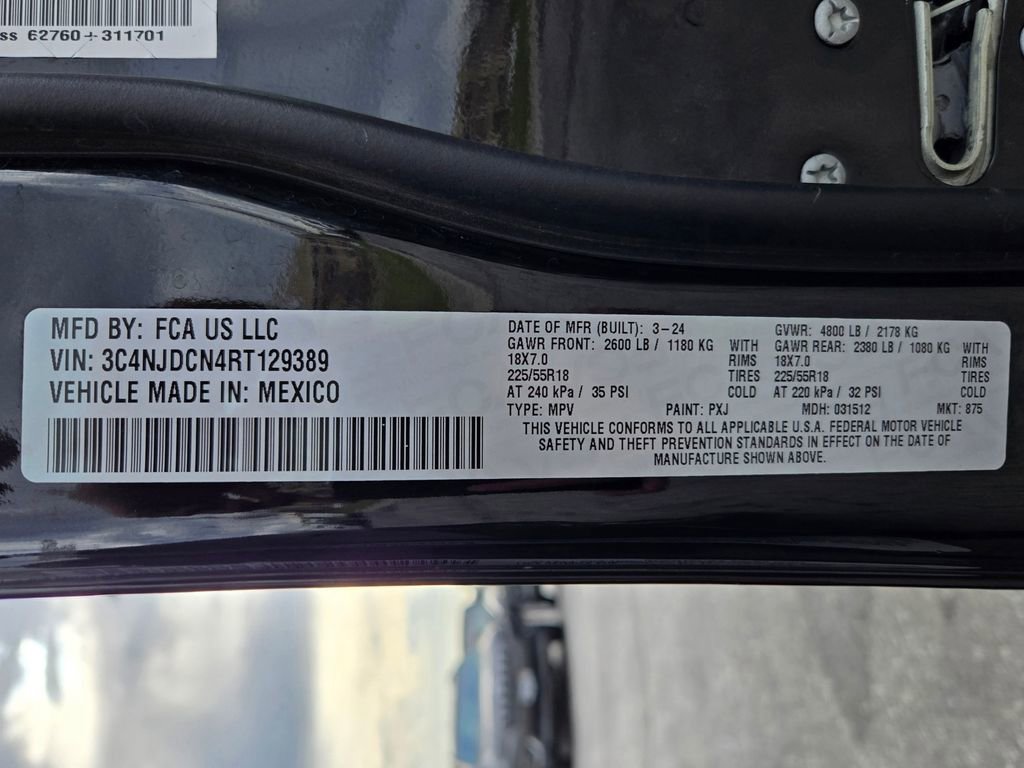 ss 62760-311701
MFD BY: FCA US LLC
VIN: 3C4NJDCN4RT129389
VEHICLE MADE IN: MEXICO
DATE OF MFR (BUILT): 3-24 GVWR: 4800 LB / 2178 KG
GAWR FRONT: 2600 LB / 1180 KG WITH GAWR REAR: 2380 LB / 1080 KG WITH
18X7.0 RIMS 18X7.0 RIMS
225/55R18 TIRES 225/55R18 TIRES
AT 240 kPa / 35 PSI COLD AT 220 kPa / 32 PSI COLD
TYPE: MPV PAINT: PXJ MDH: 031512 MKT: 875
THIS VEHICLE CONFORMS TO ALL APPLICABLE U.S.A. FEDERAL MOTOR VEHICLE
SAFETY AND THEFT PREVENTION STANDARDS IN EFFECT ON THE DATE OF
MANUFACTURE SHOWN ABOVE.